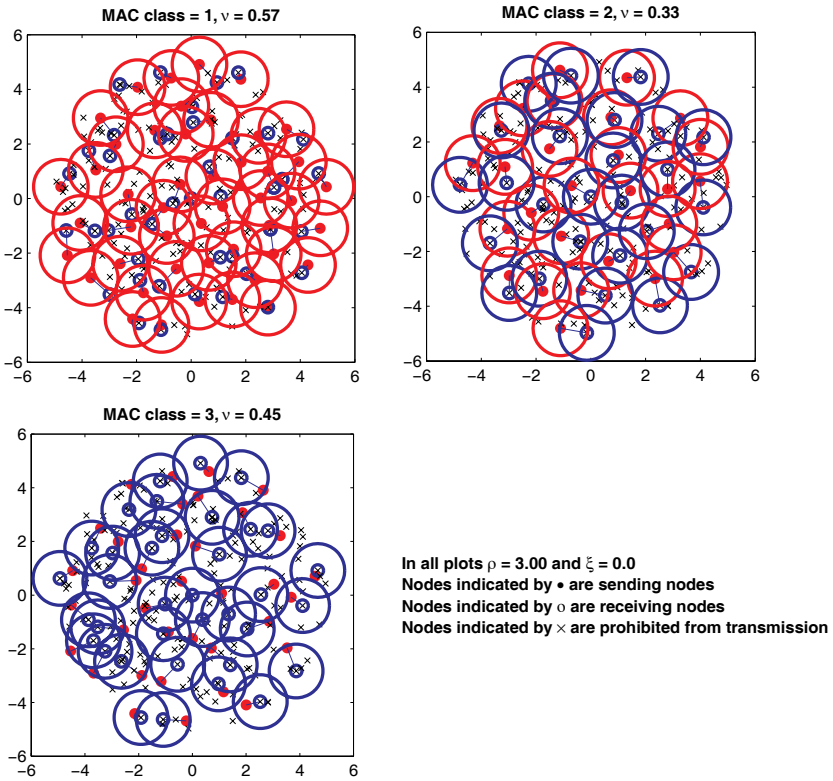 MAC class = 1, ν = 0.57
6
4
2
0
−2
−4
−6
−6 −4 −2 0 2 4 6
MAC class = 2, ν = 0.33
6
4
2
0
−2
−4
−6
−6 −4 −2 0 2 4 6
MAC class = 3, ν = 0.45
6
4
2
0
−2
−4
−6
−6 −4 −2 0 2 4 6
In all plots ρ = 3.00 and ξ = 0.0
Nodes indicated by • are sending nodes
Nodes indicated by o are receiving nodes
Nodes indicated by × are prohibited from transmission